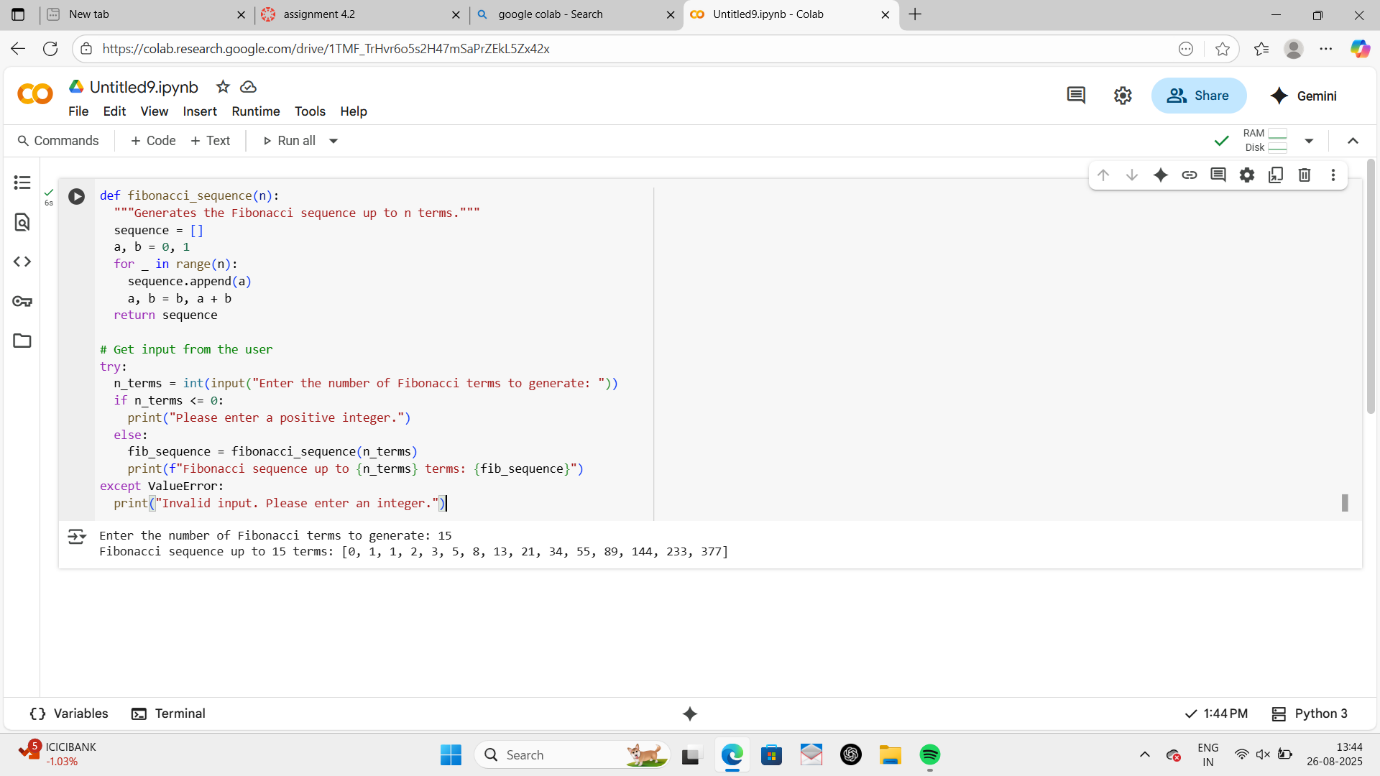 New tab
assignment 4.2
google colab - Search
Untitled9.ipynb - Colab
https://colab.research.google.com/drive/1TMF_TrHvr6o5s2H47mSaPrZEkL5Zx42x
Untitled9.ipynb
File Edit View Insert Runtime Tools Help
Share
Gemini
Commands + Code + Text Run all
RAM
Disk
6s
def fibonacci_sequence(n):
  """Generates the Fibonacci sequence up to n terms."""
  sequence = []
  a, b = 0, 1
  for _ in range(n):
    sequence.append(a)
    a, b = b, a + b
  return sequence

# Get input from the user
try:
  n_terms = int(input("Enter the number of Fibonacci terms to generate: "))
  if n_terms <= 0:
    print("Please enter a positive integer.")
  else:
    fib_sequence = fibonacci_sequence(n_terms)
    print(f"Fibonacci sequence up to {n_terms} terms: {fib_sequence}")
except ValueError:
  print("Invalid input. Please enter an integer.")
Enter the number of Fibonacci terms to generate: 15
Fibonacci sequence up to 15 terms: [0, 1, 1, 2, 3, 5, 8, 13, 21, 34, 55, 89, 144, 233, 377]
{} Variables Terminal
1:44 PM Python 3
5
ICICIBANK
-1.03%
Search
ENG
IN
13:44
26-08-2025